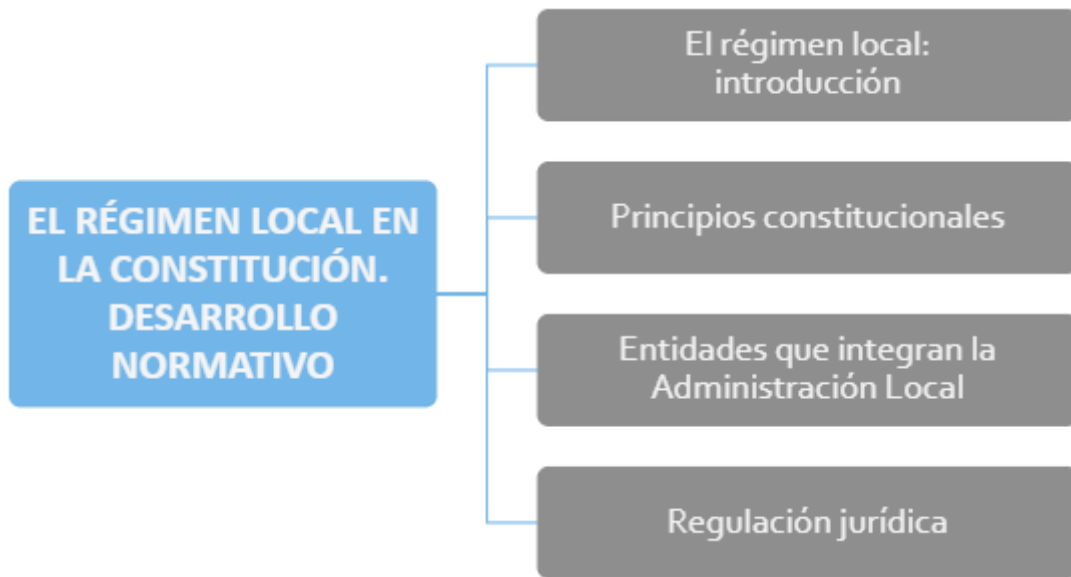 El régimen local:
introducción
Principios constitucionales
EL RÉGIMEN LOCAL EN
LA CONSTITUCIÓN.
DESARROLLO
NORMATIVO
Entidades que integran la
Administración Local
Regulación jurídica